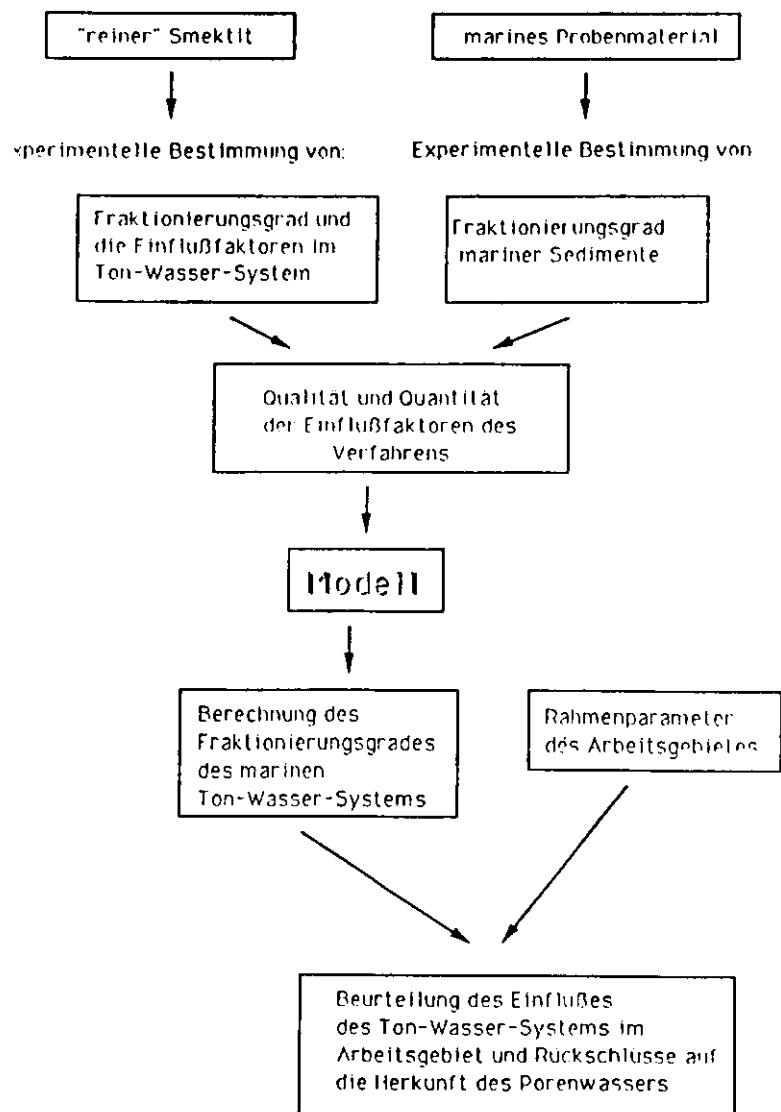 "reiner" Smektit
marines Probenmaterial
xperimentelle Bestimmung von:
Experimentelle Bestimmung von
Fraktionierungsgrad und
die Einflußfaktoren im
Ton-Wasser-System
Fraktionierungsgrad
mariner Sedimente
Qualität und Quantität
der Einflußfaktoren des
Verfahrens
Modell
Berechnung des
Fraktionierungsgrades
des marinen
Ton-Wasser-Systems
Rahmenparameter
des Arbeitsgebietes
Beurteilung des Einflußes
des Ton-Wasser-Systems im
Arbeitsgebiet und Rückschlüsse auf
die Herkunft des Porenwassers